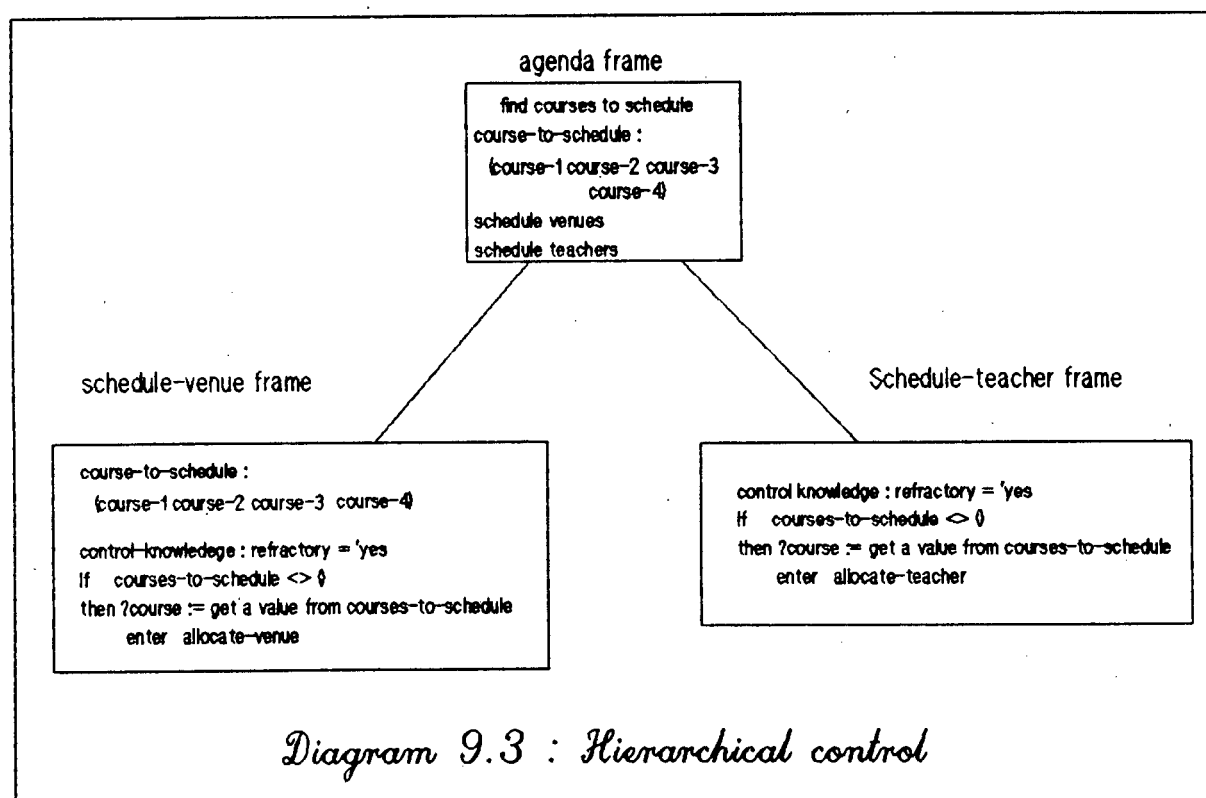 agenda frame
find courses to schedule
course-to-schedule :
(course-1 course-2 course-3
course-4)
schedule venues
schedule teachers
schedule-venue frame
Schedule-teacher frame
course-to-schedule :
(course-1 course-2 course-3 course-4)
control-knowledege : refractory = 'yes
If courses-to-schedule <> ()
then ?course := get a value from courses-to-schedule
enter allocate-venue
control knowledge : refractory = 'yes
If courses-to-schedule <> ()
then ?course := get a value from courses-to-schedule
enter allocate-teacher
Diagram 9.3 : Hierarchical control